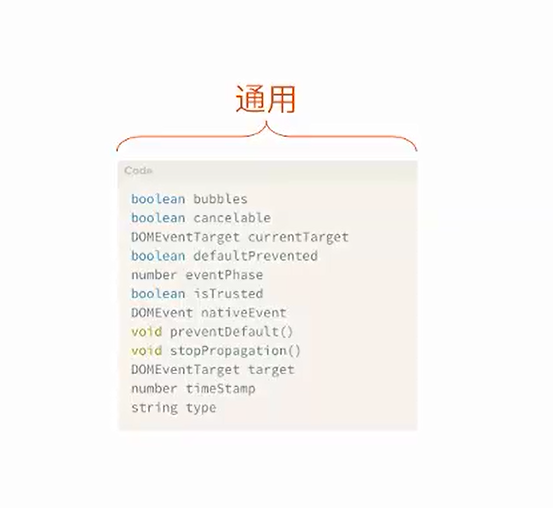 通用
Code
boolean bubbles
boolean cancelable
DOMEventTarget currentTarget
boolean defaultPrevented
number eventPhase
boolean isTrusted
DOMEvent nativeEvent
void preventDefault()
void stopPropagation()
DOMEventTarget target
number timeStamp
string type